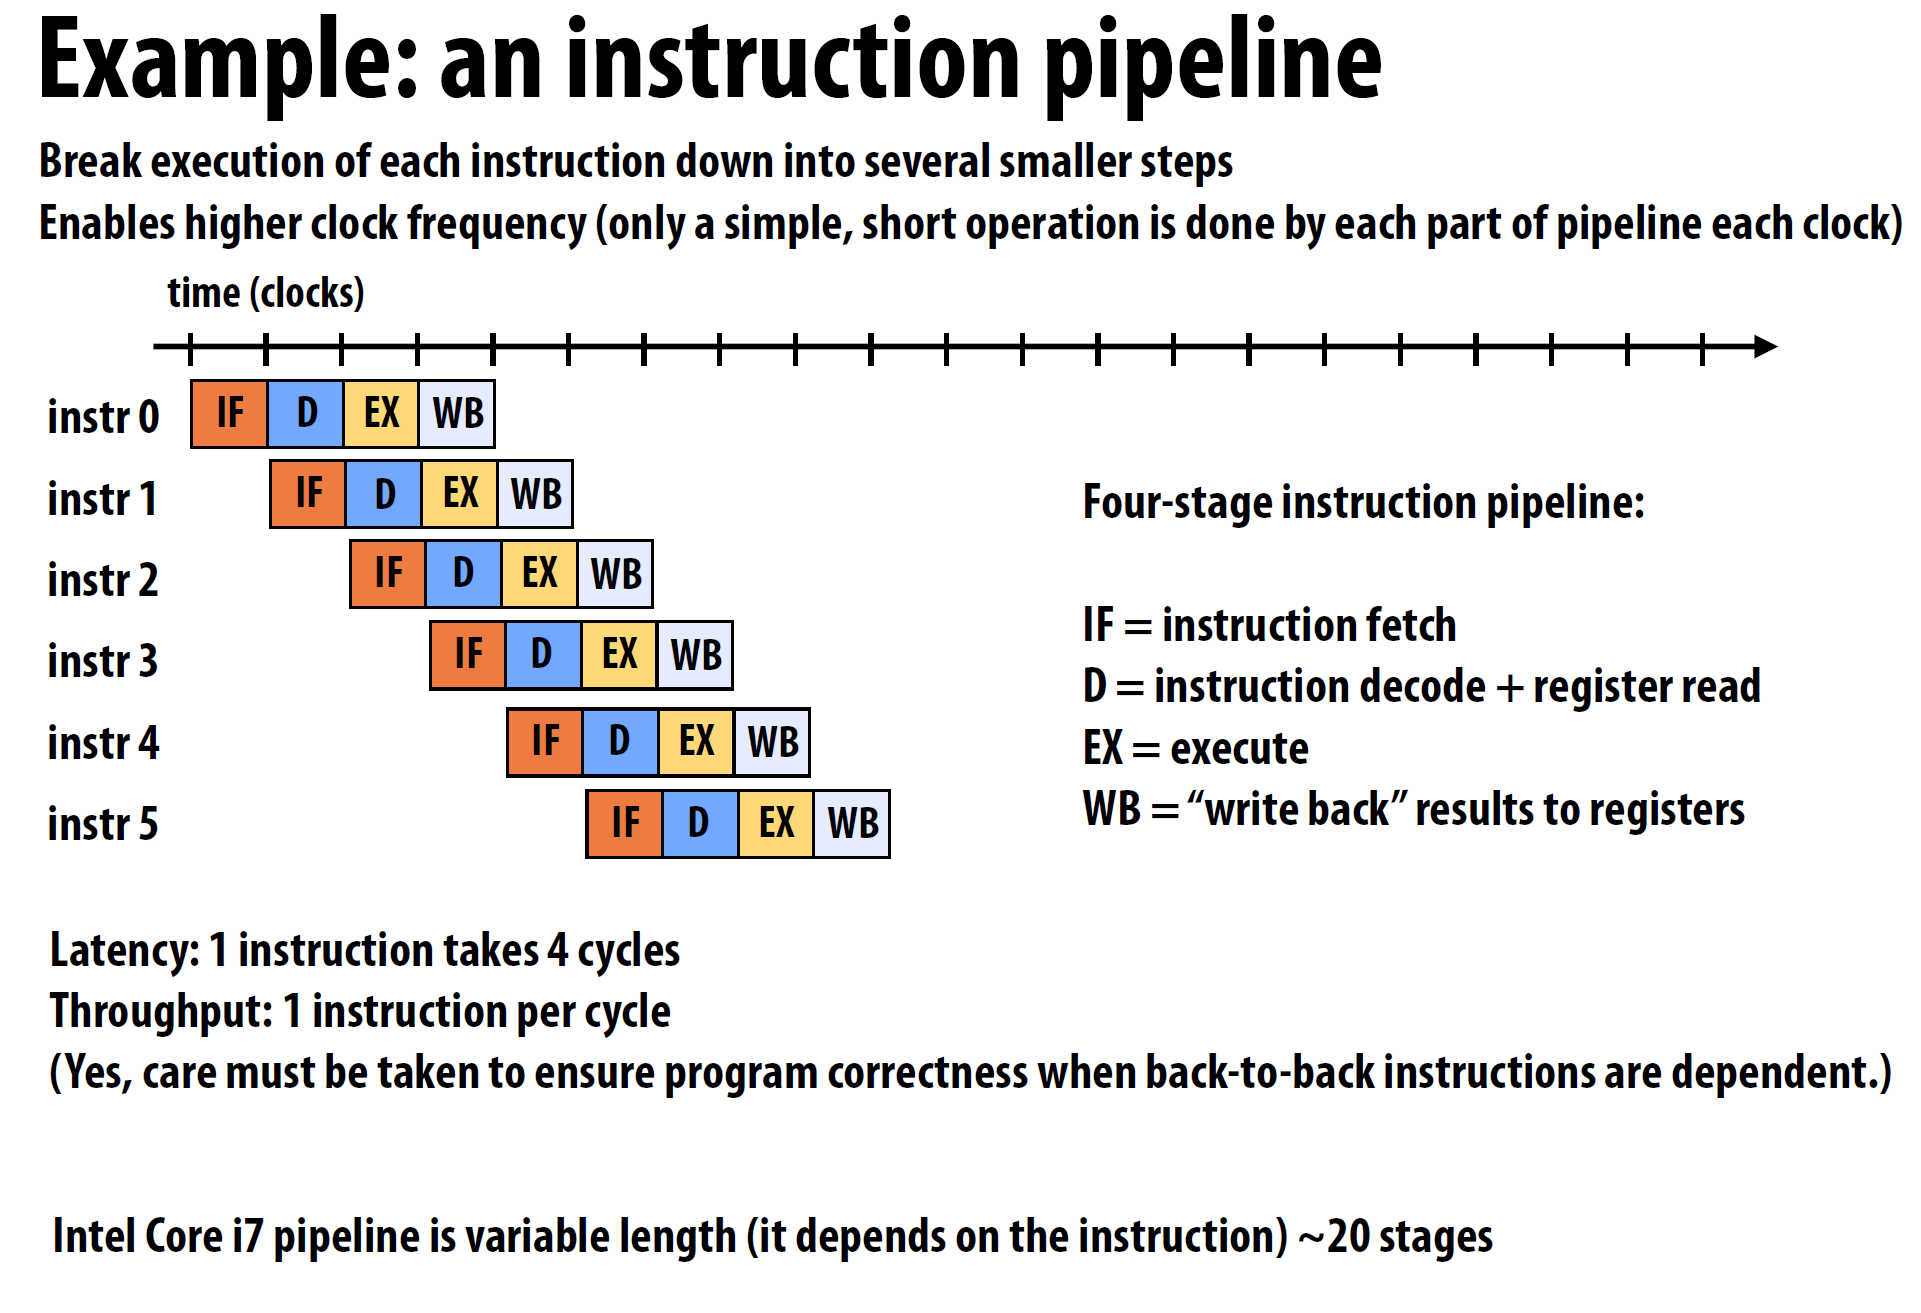 Example: an instruction pipeline
Break execution of each instruction down into several smaller steps
Enables higher clock frequency (only a simple, short operation is done by each part of pipeline each clock)
time (clocks)
instr 0 IF D EX WB
instr 1 IF D EX WB
instr 2 IF D EX WB
instr 3 IF D EX WB
instr 4 IF D EX WB
instr 5 IF D EX WB
Four-stage instruction pipeline:
IF = instruction fetch
D = instruction decode + register read
EX = execute
WB = “write back” results to registers
Latency: 1 instruction takes 4 cycles
Throughput: 1 instruction per cycle
(Yes, care must be taken to ensure program correctness when back-to-back instructions are dependent.)
Intel Core i7 pipeline is variable length (it depends on the instruction) ~20 stages